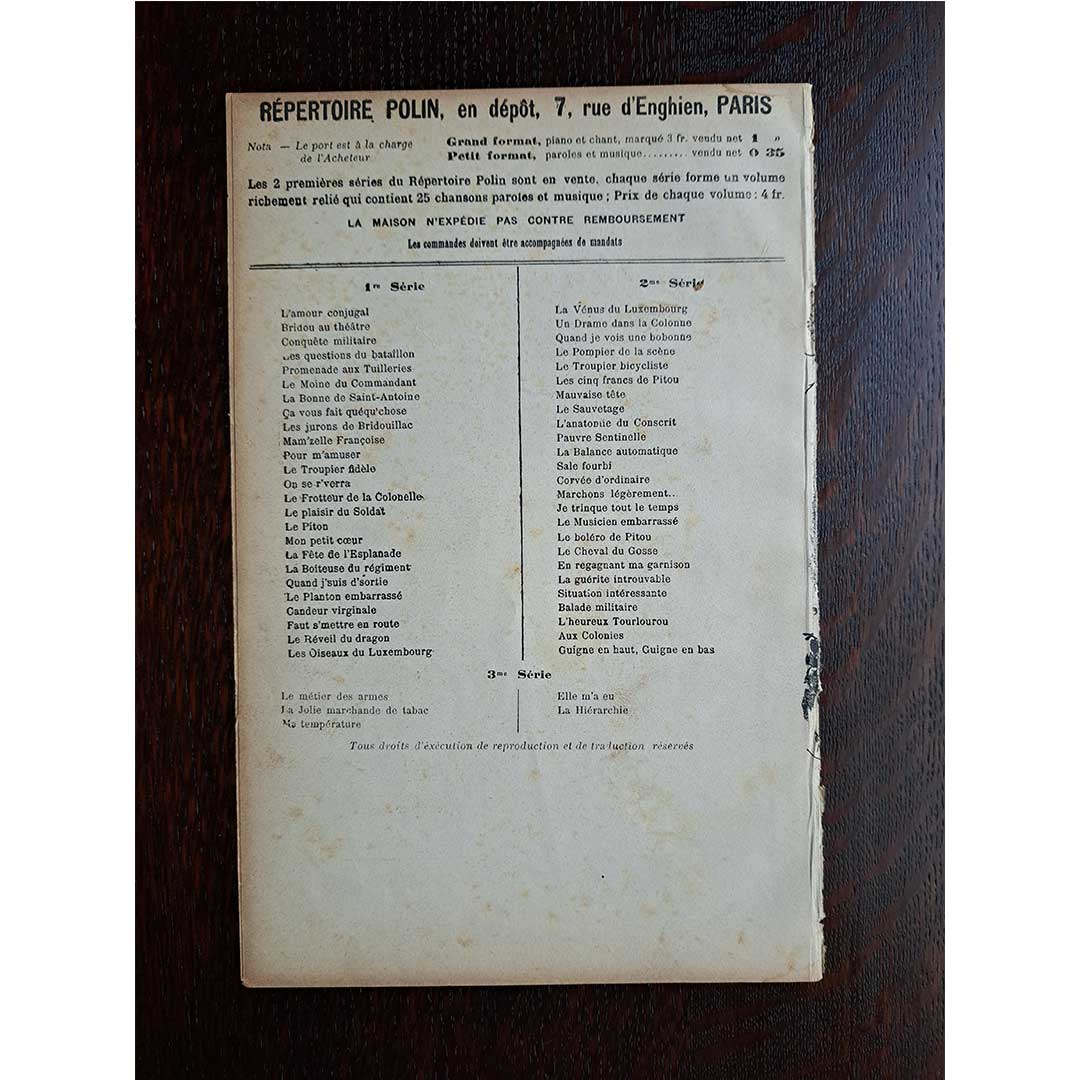 RÉPERTOIRE POLIN, en dépôt, 7, rue d'Enghien, PARIS
Nota — Le port est à la charge de l'Acheteur
Grand format, piano et chant, marqué 3 fr. vendu net 1 »
Petit format, paroles et musique........ vendu net 0 35
Les 2 premières séries du Répertoire Polin sont en vente, chaque série forme un volume
richement relié qui contient 25 chansons paroles et musique ; Prix de chaque volume : 4 fr.
LA MAISON N'EXPÉDIE PAS CONTRE REMBOURSEMENT
Les commandes doivent être accompagnées de mandats
1re Série
L'amour conjugal
Bridou au théâtre
Conquête militaire
Les questions du bataillon
Promenade aux Tuilleries
Le Moine du Commandant
La Bonne de Saint-Antoine
Ça vous fait quéqu'chose
Les jurons de Bridouillac
Mam'zelle Françoise
Pour m'amuser
Le Troupier fidèle
On se r'verra
Le Frotteur de la Colonelle
Le plaisir du Soldat
Le Piton
Mon petit cœur
La Fête de l'Esplanade
La Boiteuse du régiment
Quand j'suis d'sortie
Le Planton embarrassé
Candeur virginale
Faut s'mettre en route
Le Réveil du dragon
Les Oiseaux du Luxembourg
2me Série
La Vénus du Luxembourg
Un Drame dans la Colonne
Quand je vois une bobonne
Le Pompier de la scène
Le Troupier bicycliste
Les cinq francs de Pitou
Mauvaise tête
Le Sauvetage
L'anatomie du Conscrit
Pauvre Sentinelle
La Balance automatique
Sale fourbi
Corvée d'ordinaire
Marchons légèrement...
Je trinque tout le temps
Le Musicien embarrassé
Le boléro de Pitou
Le Cheval du Gosse
En regagnant ma garnison
La guérite introuvable
Situation intéressante
Balade militaire
L'heureux Tourlourou
Aux Colonies
Guigne en haut, Guigne en bas
3me Série
Le métier des armes
La Jolie marchande de tabac
Ma température
Elle m'a eu
La Hiérarchie
Tous droits d'exécution de reproduction et de traduction réservés